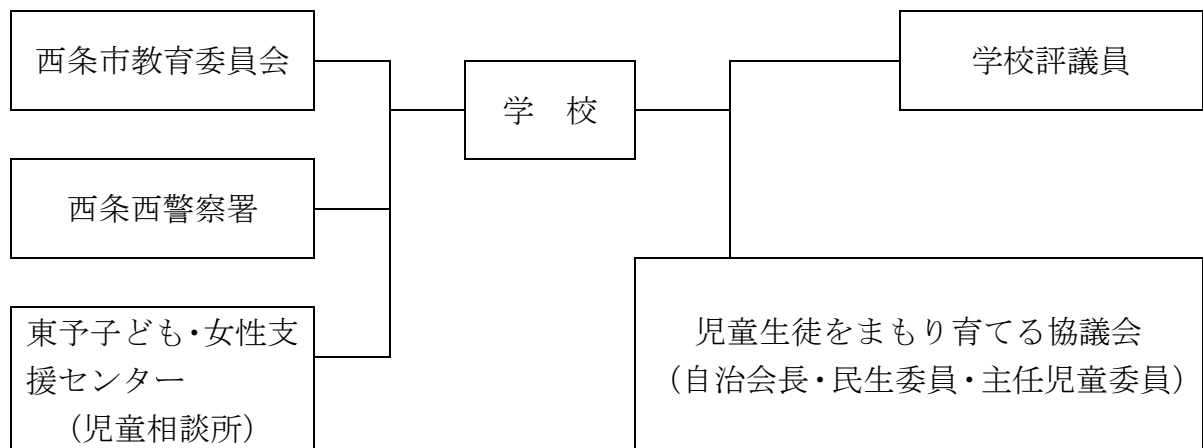 西条市教育委員会
学　校
学校評議員
西条西警察署
東予子ども・女性支
援センター
（児童相談所）
児童生徒をまもり育てる協議会
（自治会長・民生委員・主任児童委員）